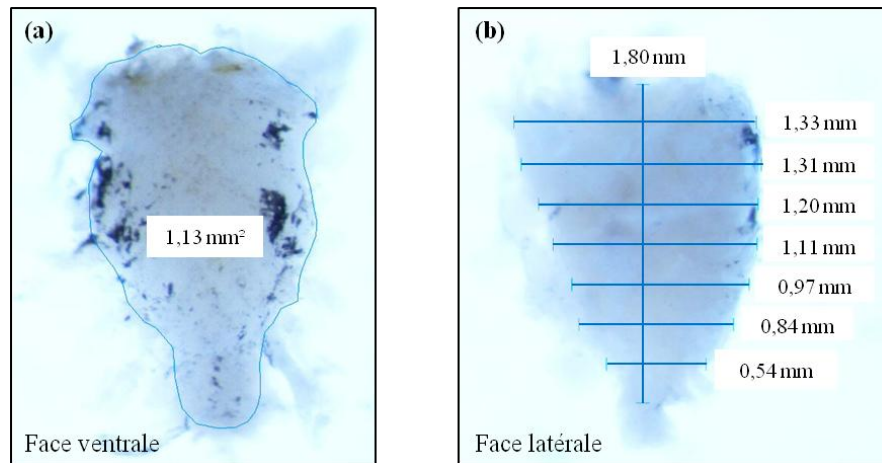 (a)
1,13 mm²
Face ventrale
(b)
1,80 mm
1,33 mm
1,31 mm
1,20 mm
1,11 mm
0,97 mm
0,84 mm
0,54 mm
Face latérale